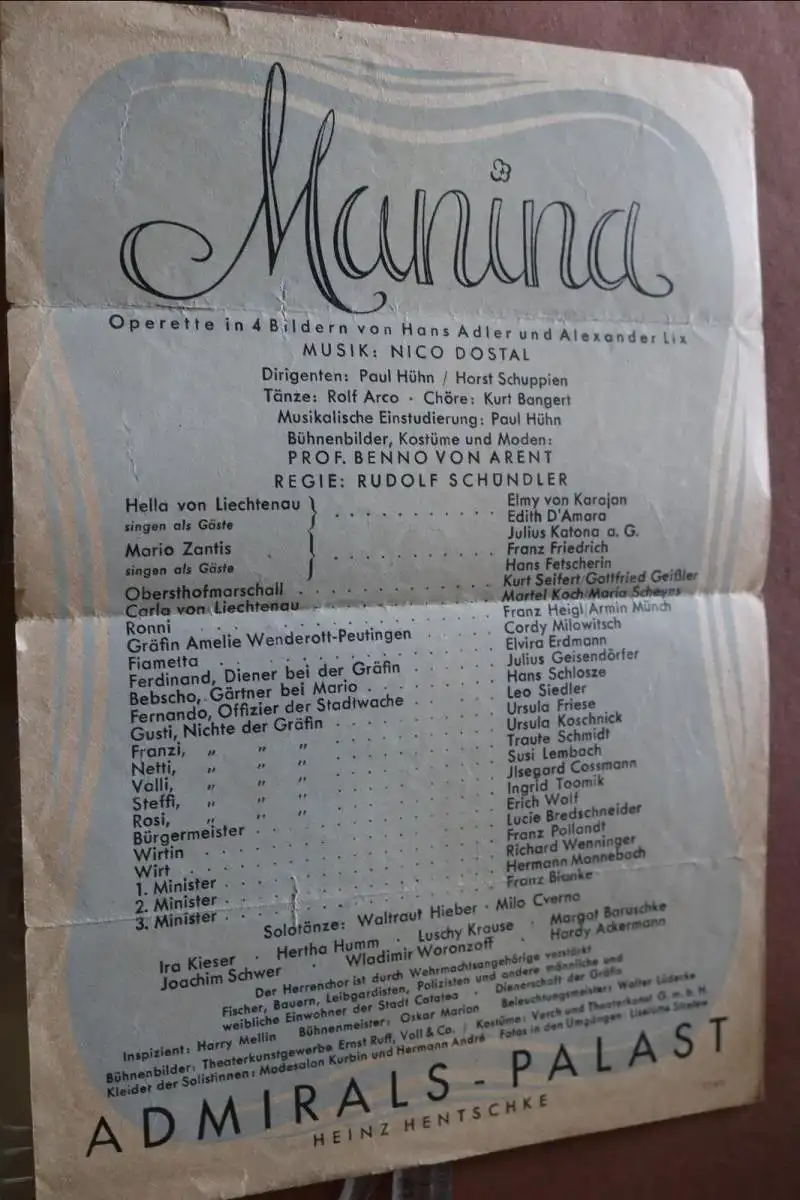 Manina
Operette in 4 Bildern von Hans Adler und Alexander Lix
MUSIK: NICO DOSTAL
Dirigenten: Paul Hühn / Horst Schuppien
Tänze: Rolf Arco · Chöre: Kurt Bangert
Musikalische Einstudierung: Paul Hühn
Bühnenbilder, Kostüme und Moden:
PROF. BENNO VON ARENT
REGIE: RUDOLF SCHÜNDLER
Hella von Liechtenau } . . . . . Elmy von Karajan
singen als Gäste Edith D'Amara
Julius Katona a. G.
Mario Zantis } . . . . . Franz Friedrich
singen als Gäste Hans Fetscherin
Obersthofmarschall . . . . . Kurt Seifert/Gottfried Geißler
Carla von Liechtenau . . . . . Martel Koch/Maria Scheyns
Ronni . . . . . Franz Heigl/Armin Münch
Gräfin Amelie Wenderott-Peutingen . . . . . Cordy Milowitsch
Fiametta . . . . . Elvira Erdmann
Ferdinand, Diener bei der Gräfin . . . . . Julius Geisendörfer
Bebscho, Gärtner bei Mario . . . . . Hans Schlosze
Fernando, Offizier der Stadtwache . . . . . Leo Siedler
Gusti, Nichte der Gräfin . . . . . Ursula Friese
Franzi, „ „ „ . . . . . Ursula Koschnick
Netti, „ „ „ . . . . . Traute Schmidt
Valli, „ „ „ . . . . . Susi Lembach
Steffi, „ „ „ . . . . . Jlsegard Cossmann
Rosi, „ „ „ . . . . . Ingrid Toomik
Bürgermeister . . . . . Erich Wolf
Wirtin . . . . . Lucie Bredschneider
Wirt . . . . . Franz Pollandt
1. Minister . . . . . Richard Wenninger
2. Minister . . . . . Hermann Mannebach
3. Minister . . . . . Franz Bianke
Solotänze: Waltraut Hieber · Milo Cverna
Ira Kieser · Hertha Humm · Luschy Krause · Margot Baruschke
Joachim Schwer · Wladimir Woronzoff · Hardy Ackermann
Der Herrenchor ist durch Wehrmachtsangehörige verstärkt
Fischer, Bauern, Leibgardisten, Polizisten und andere männliche und
weibliche Einwohner der Stadt Catatea · Dienerschaft der Gräfin
Inspizient: Harry Mellin Bühnenmeister: Oskar Marion Beleuchtungsmeister: Walter Lüdecke
Bühnenbilder: Theaterkunstgewerbe Ernst Ruff, Voll & Co. / Kostüme: Verch und Theaterkunst G. m. b. H.
Kleider der Solistinnen: Modesalon Kurbin und Hermann André Fotos in den Umgängen: Liselotte
ADMIRALS-PALAST
HEINZ HENTSCHKE